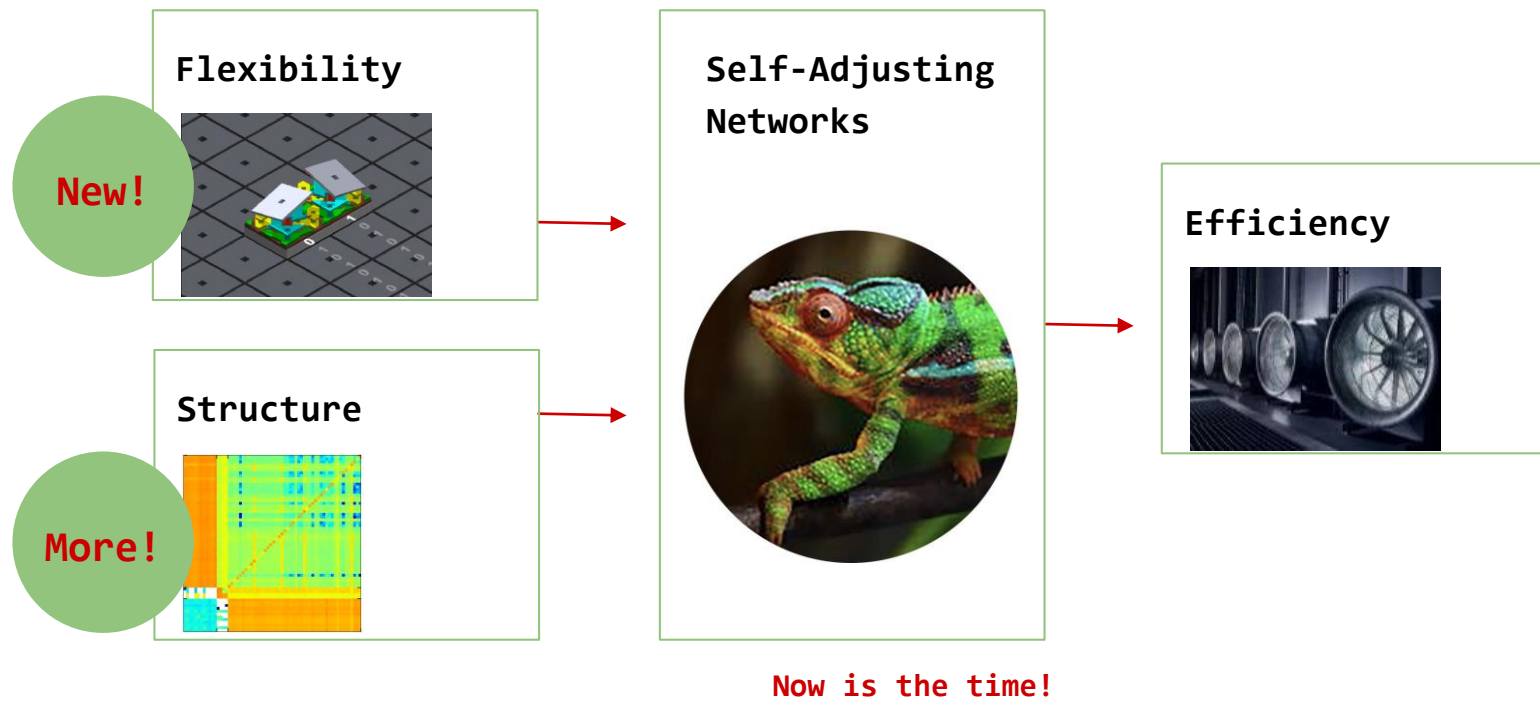 Flexibility
New!
Structure
More!
Self-Adjusting
Networks
Efficiency
Now is the time!